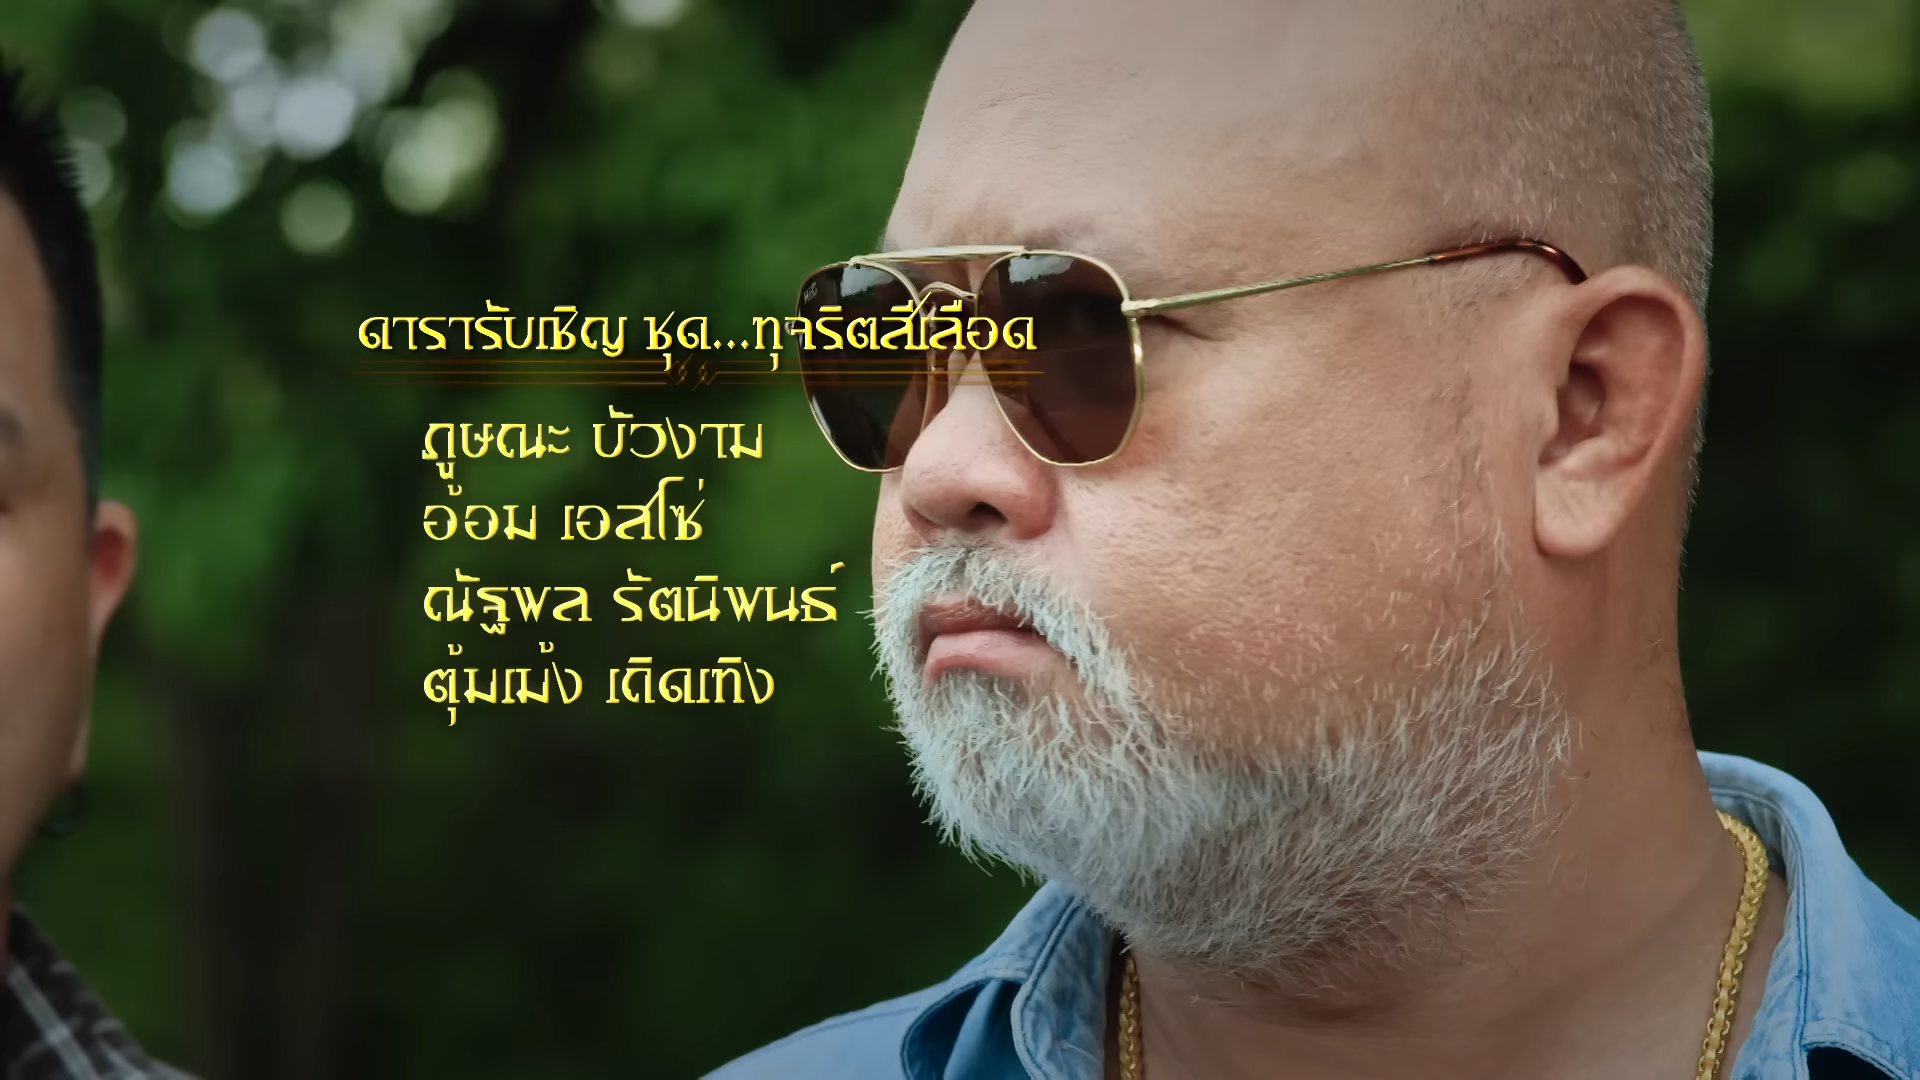 ดารารับเชิญ ชุด...ทุจริตสีเลือด
ภูษณะ บัวงาม
อ้อม เอสโซ่
ณัฐพล รัตนิพนธ์
ตุ้มเม้ง เถิดเทิง